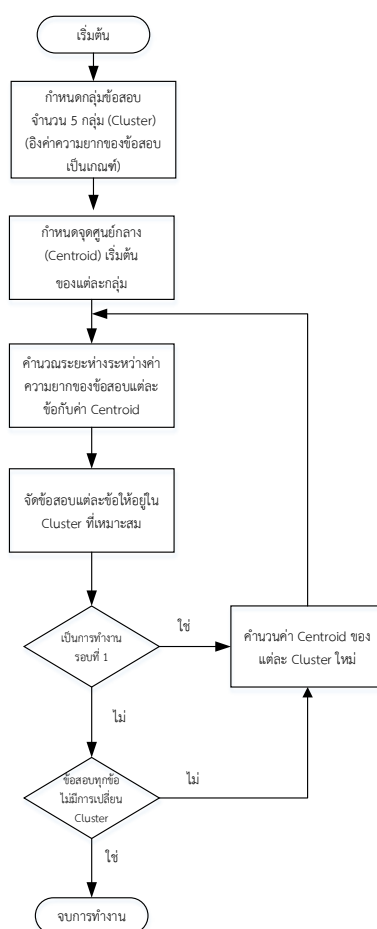 เริ่มต้น
กำหนดกลุ่มข้อสอบ
จำนวน 5 กลุ่ม (Cluster)
(อิงค่าความยากของข้อสอบ
เป็นเกณฑ์)
กำหนดจุดศูนย์กลาง
(Centroid) เริ่มต้น
ของแต่ละกลุ่ม
คำนวณระยะห่างระหว่างค่า
ความยากของข้อสอบแต่ละ
ข้อกับค่า Centroid
จัดข้อสอบแต่ละข้อให้อยู่ใน
Cluster ที่เหมาะสม
เป็นการทำงาน
รอบที่ 1
ใช่
คำนวนค่า Centroid ของ
แต่ละ Cluster ใหม่
ไม่
ข้อสอบทุกข้อ
ไม่มีการเปลี่ยน
Cluster
ไม่
ใช่
จบการทำงาน